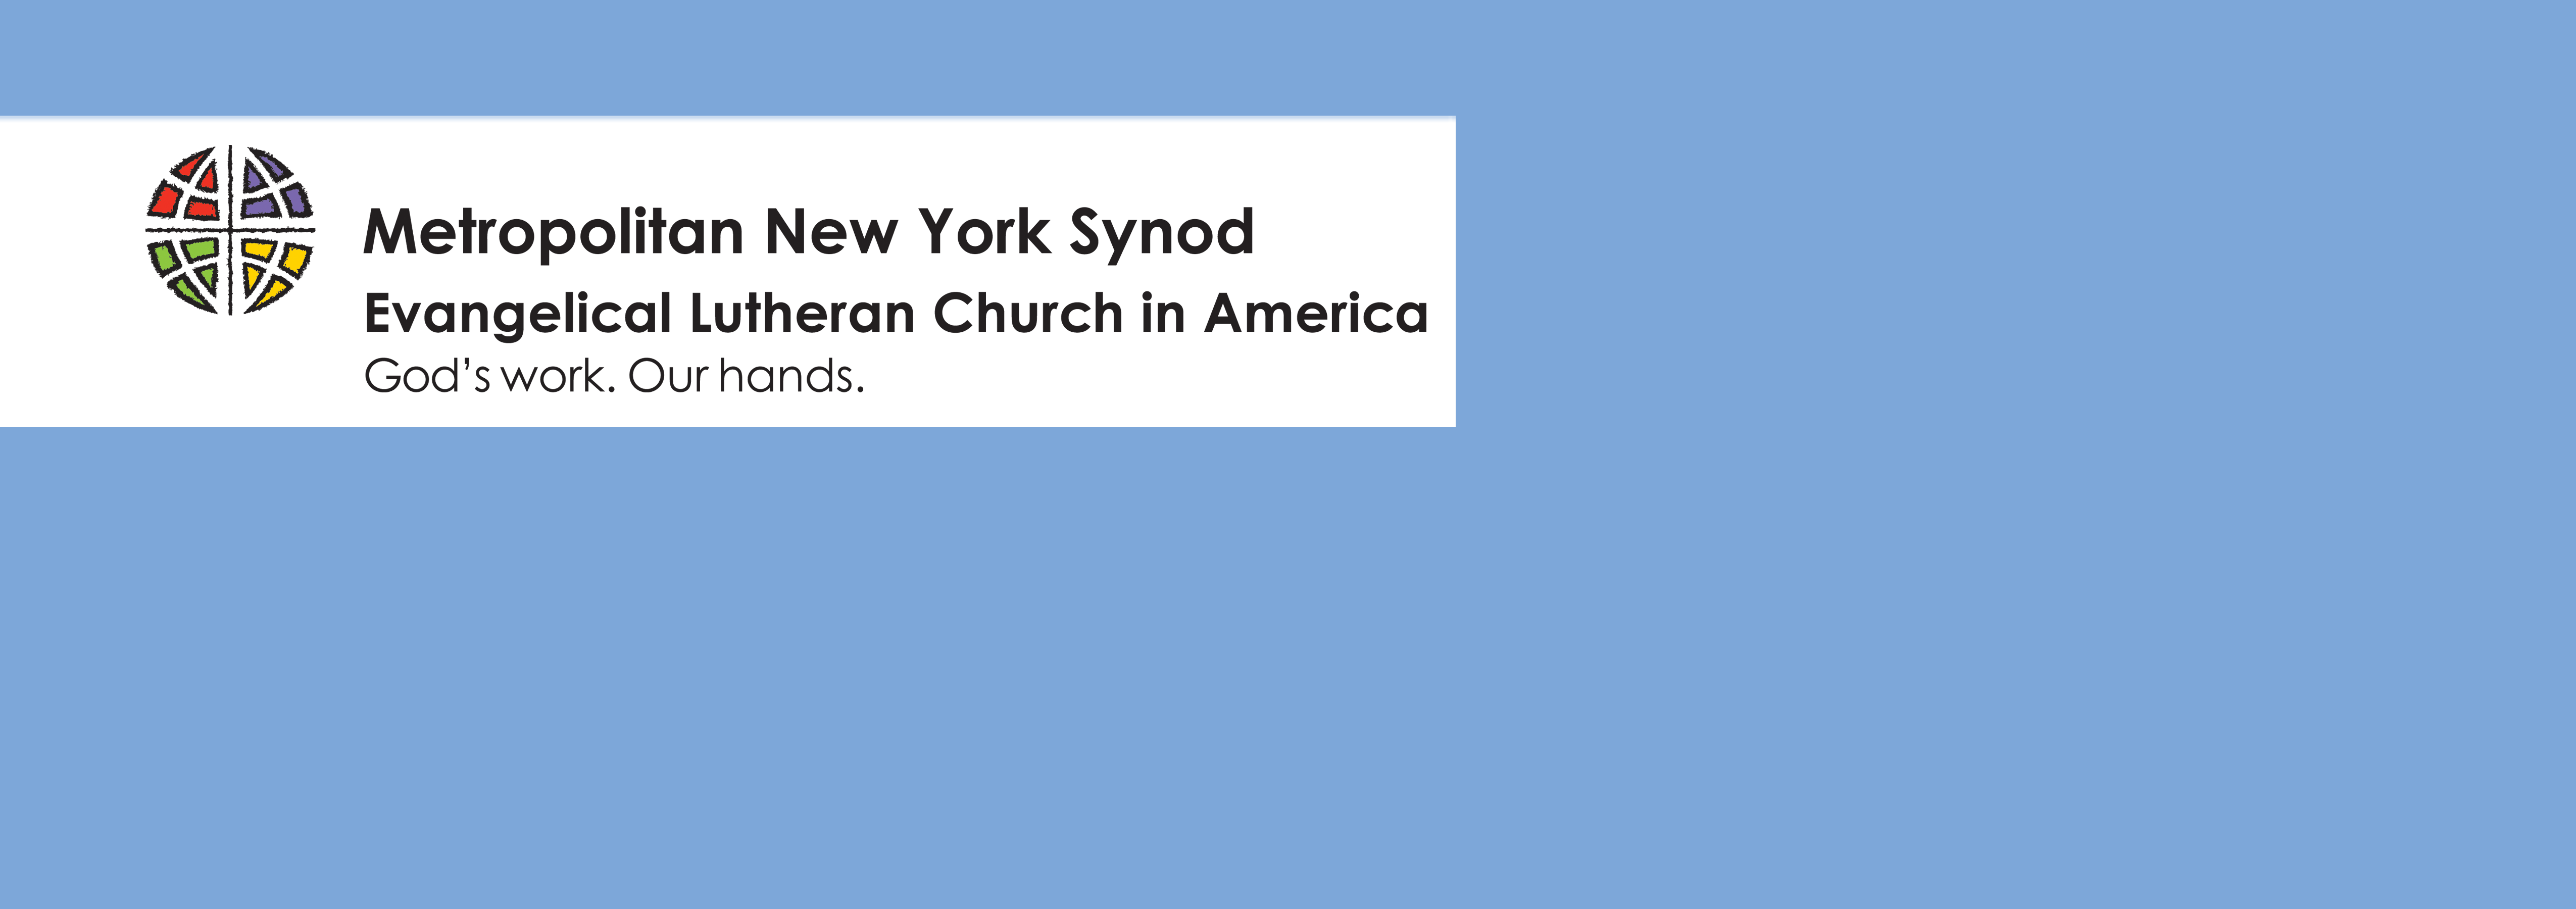 Metropolitan New York Synod
Evangelical Lutheran Church in America
God’s work. Our hands.